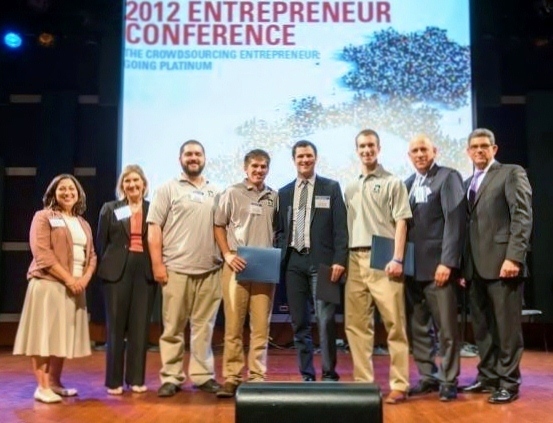 2012 ENTREPRENEUR
CONFERENCE
THE CROWDSOURCING ENTREPRENEUR:
GOING PLATINUM